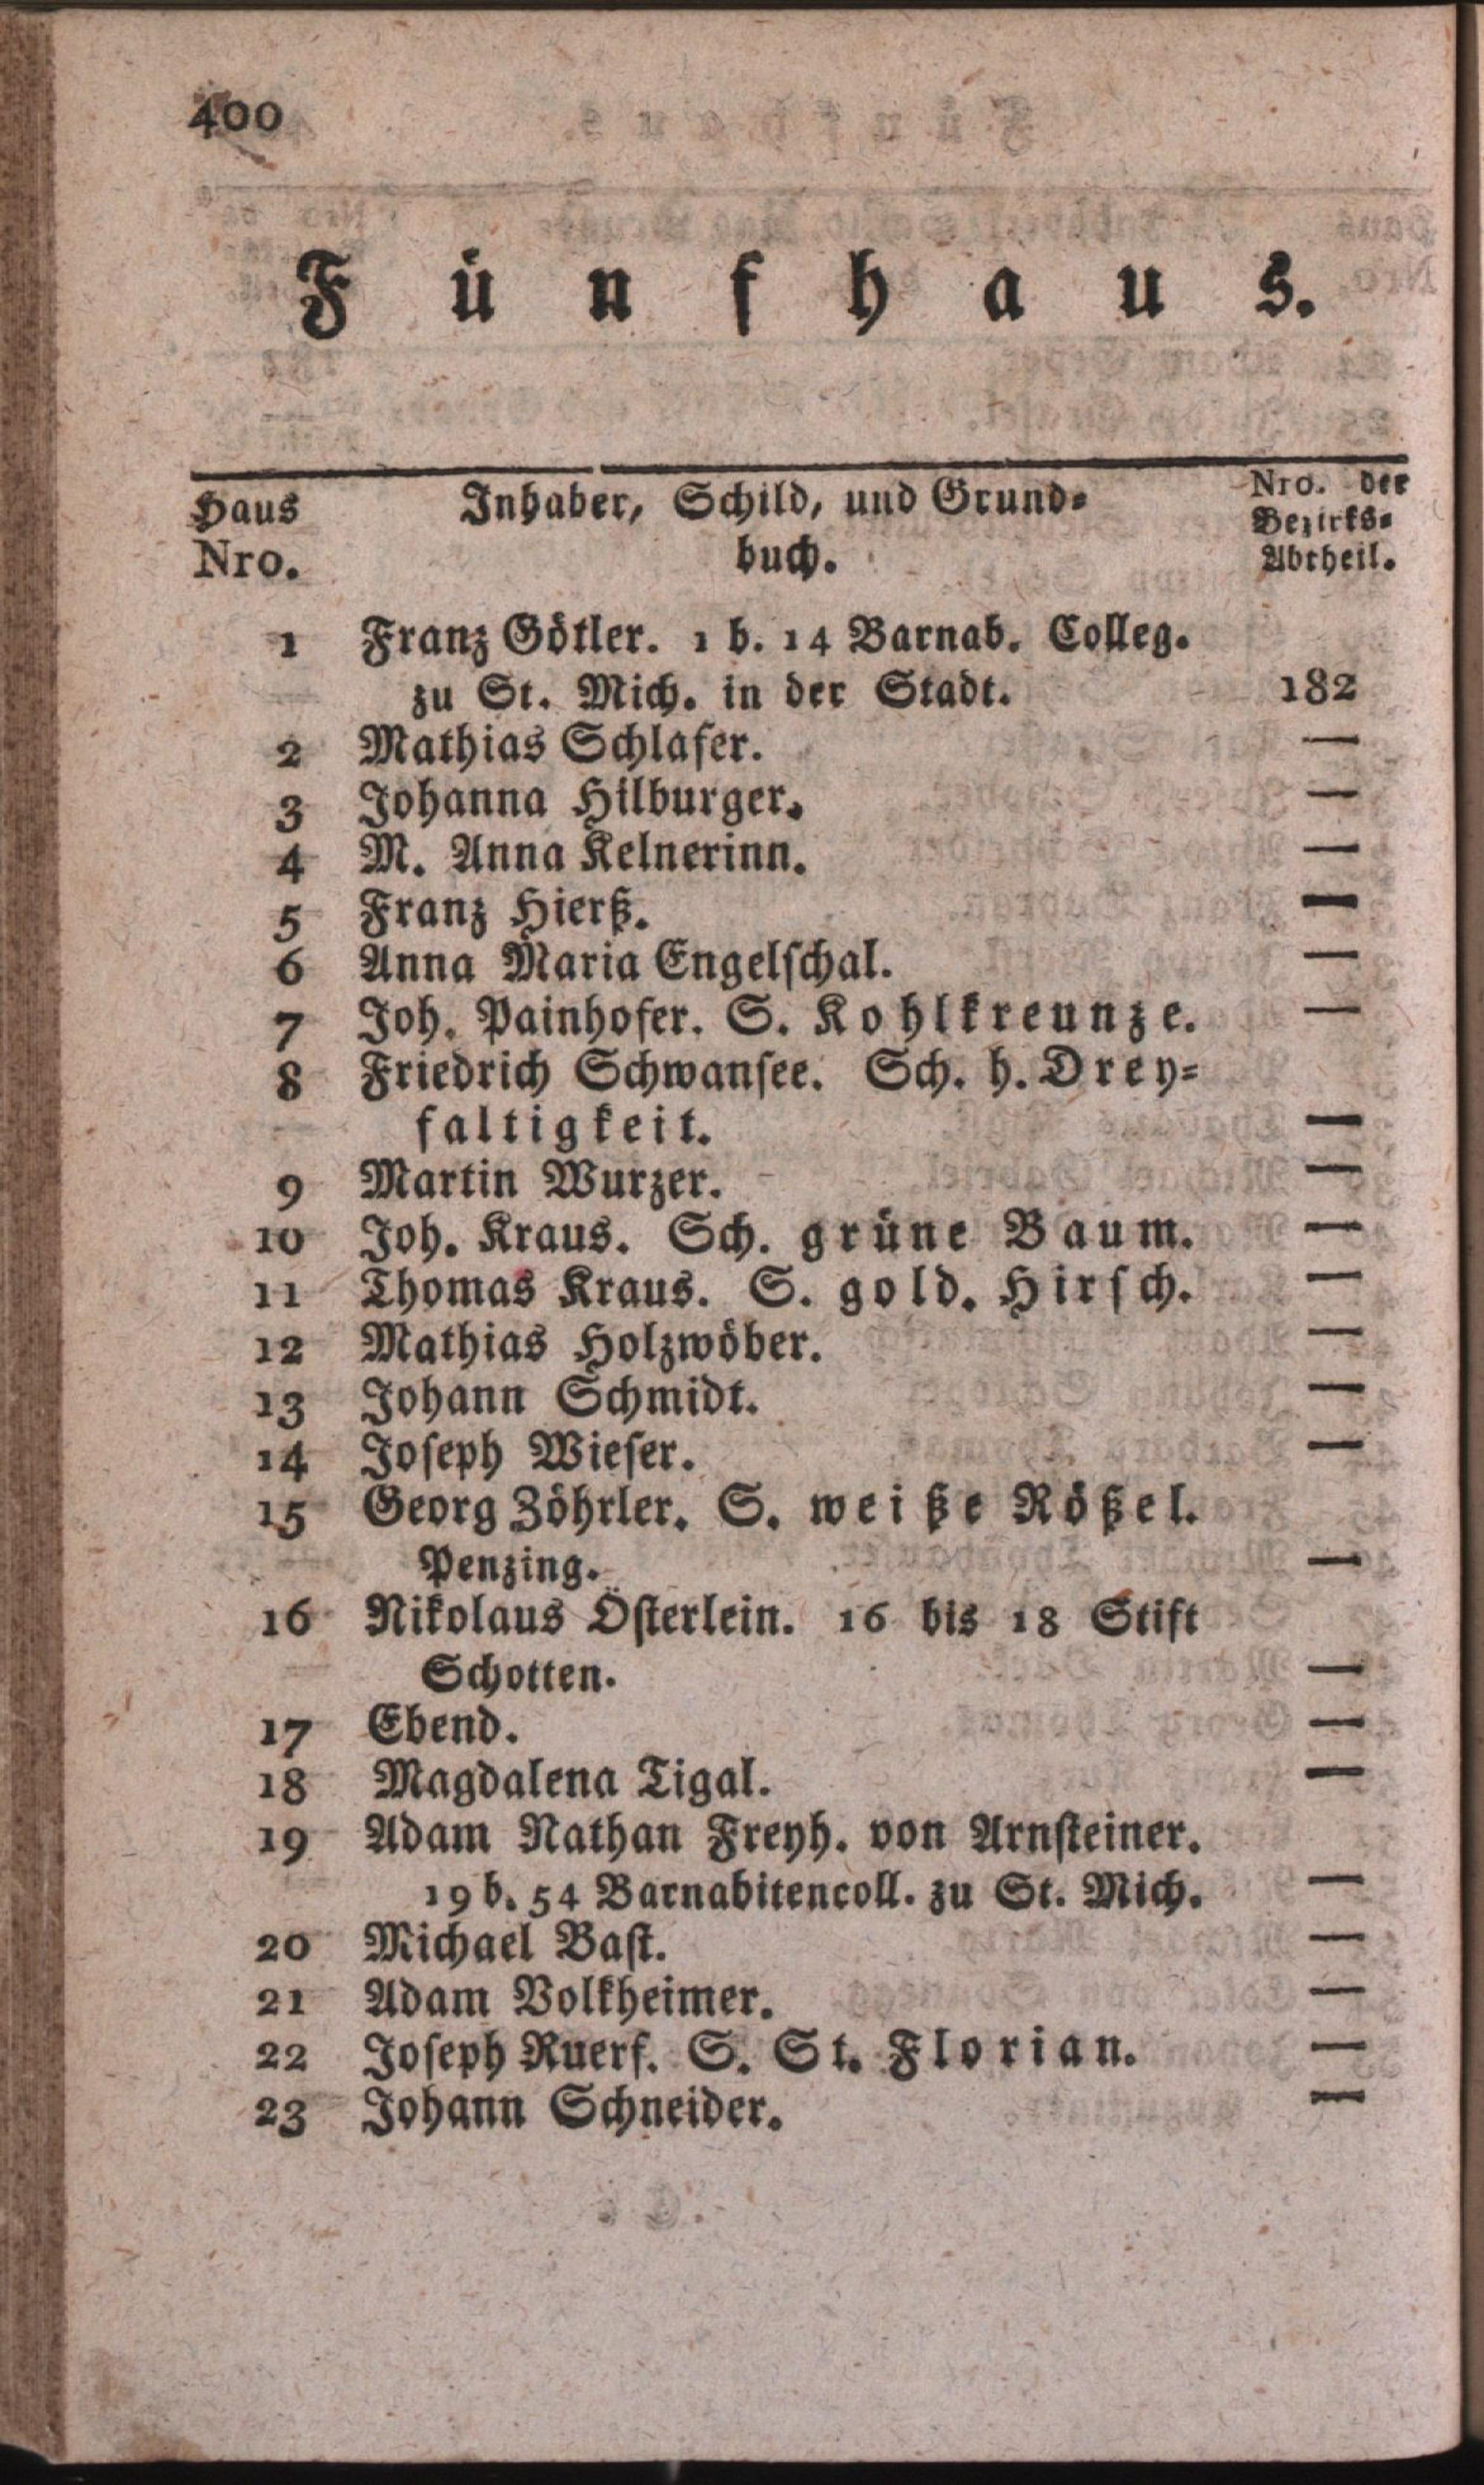 400
Fünfhaus.
Haus Nro.
Inhaber, Schild, und Grund-
buch.
Nro. der
Bezirks-
Abtheil.
1 Franz Götler. 1 b. 14 Barnab. Colleg.
zu St. Mich. in der Stadt. 182
2 Mathias Schlafer. —
3 Johanna Hilburger. —
4 M. Anna Kelnerinn. —
5 Franz Hierß. —
6 Anna Maria Engelschal. —
7 Joh. Painhofer. S. Kohlkreunze. —
8 Friedrich Schwansee. Sch. h. Drey-
faltigkeit. —
9 Martin Wurzer. —
10 Joh. Kraus. Sch. grüne Baum. —
11 Thomas Kraus. S. gold. Hirsch. —
12 Mathias Holzwöber. —
13 Johann Schmidt. —
14 Joseph Wieser. —
15 Georg Zöhrler. S. weiße Rößel.
Penzing. —
16 Nikolaus Österlein. 16 bis 18 Stift
Schotten. —
17 Ebend. —
18 Magdalena Tigal. —
19 Adam Nathan Freyh. von Arnsteiner.
19 b. 54 Barnabitencoll. zu St. Mich. —
20 Michael Bast. —
21 Adam Volkheimer. —
22 Joseph Ruerf. S. St. Florian. —
23 Johann Schneider. —